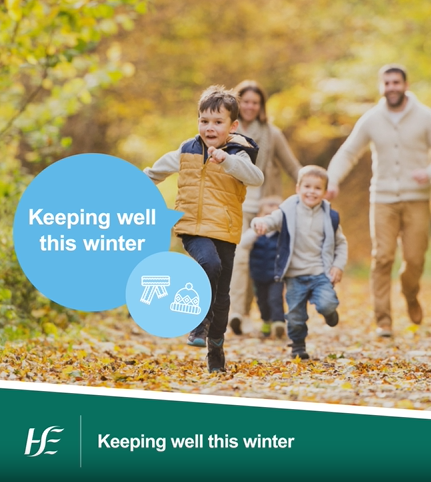 Keeping well
this winter
HSE
Keeping well this winter